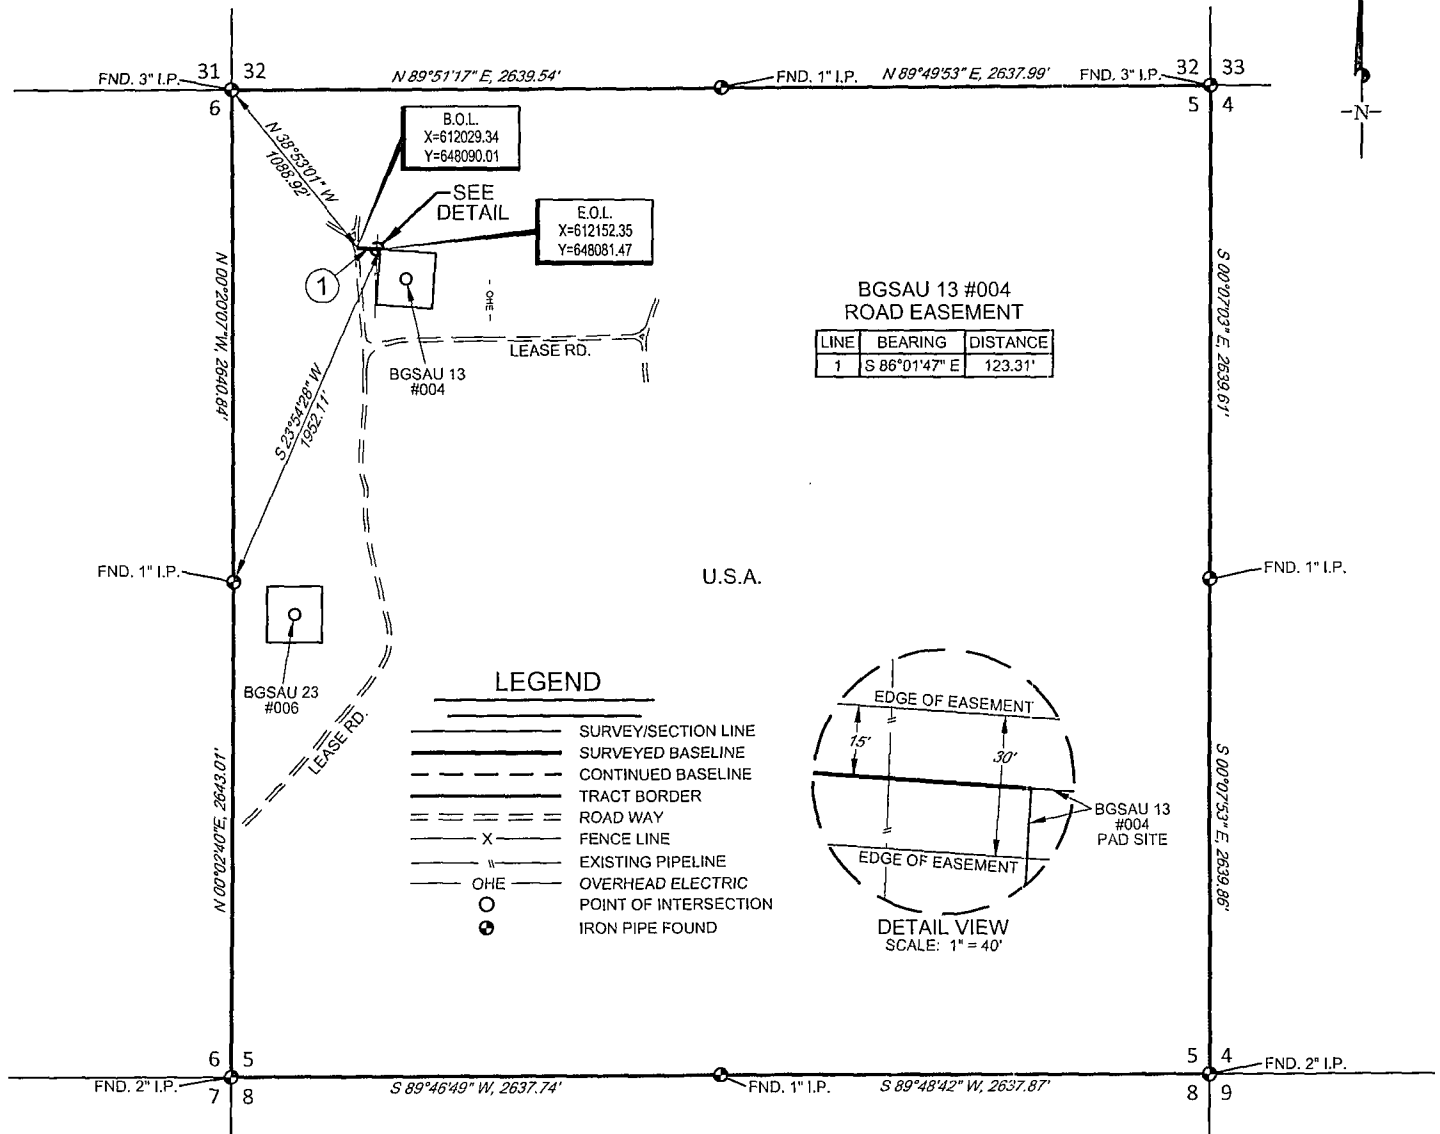 31 32
FND. 3" I.P.
6
N 89°51'17" E, 2639.54'
FND. 1" I.P.
N 89°49'53" E, 2637.99'
FND. 3" I.P.
32 33
5 4
N
B.O.L.
X=612029.34
Y=648090.01
N 38°53'01" W
1088.92'
SEE
DETAIL
E.O.L.
X=612152.35
Y=648081.47
1
OHE
LEASE RD.
BGSAU 13
#004
BGSAU 13 #004
ROAD EASEMENT
LINE BEARING DISTANCE
1 S 86°01'47" E 123.31'
N 00°20'07"W, 2640.84'
S 23°54'28" W
1952.11'
S 00°07'03" E, 2639.61'
FND. 1" I.P.
U.S.A.
FND. 1" I.P.
BGSAU 23
#006
LEASE RD.
N 00°02'40"E, 2643.01'
LEGEND
SURVEY/SECTION LINE
SURVEYED BASELINE
CONTINUED BASELINE
TRACT BORDER
ROAD WAY
X FENCE LINE
EXISTING PIPELINE
OHE OVERHEAD ELECTRIC
POINT OF INTERSECTION
IRON PIPE FOUND
EDGE OF EASEMENT
15'
30'
BGSAU 13
#004
PAD SITE
EDGE OF EASEMENT
DETAIL VIEW
SCALE: 1" = 40'
S 00°07'53" E, 2639.86'
6 5
FND. 2" I.P.
7 8
S 89°46'49" W, 2637.74'
FND. 1" I.P.
S 89°48'42" W, 2637.87'
5 4
FND. 2" I.P.
8 9